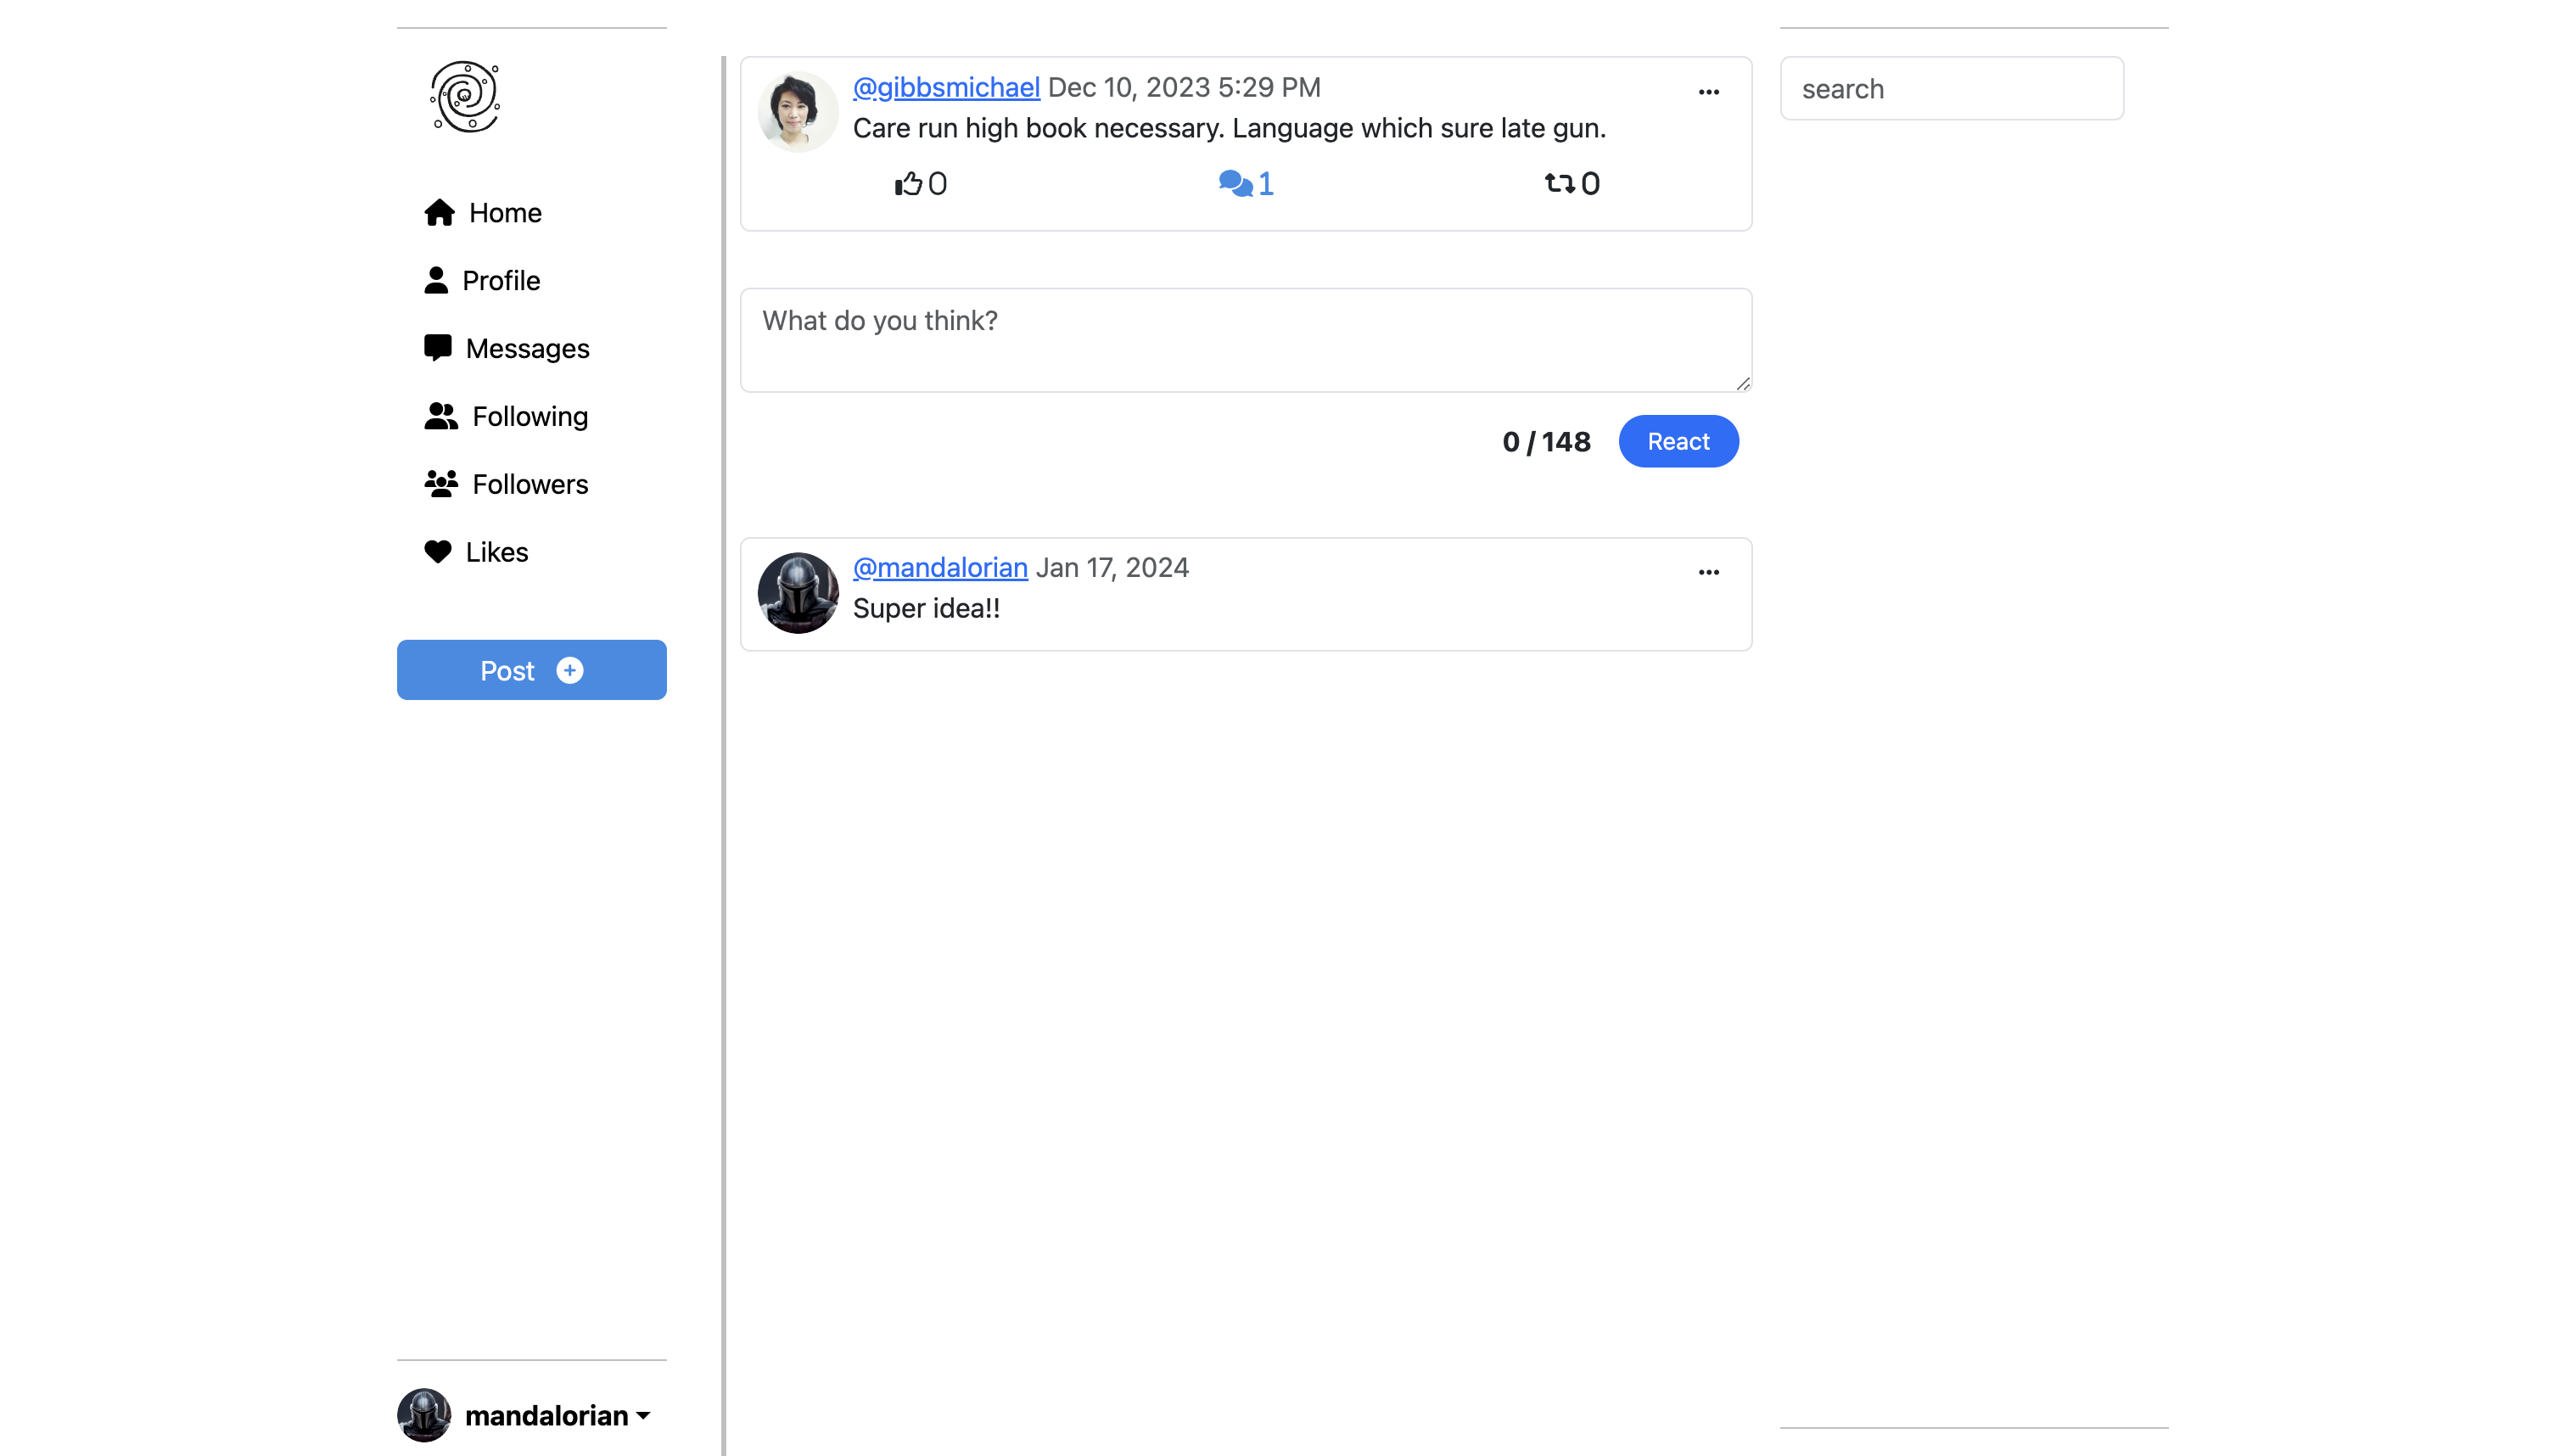 Home
Profile
Messages
Following
Followers
Likes
Post
mandalorian
@gibbsmichael Dec 10, 2023 5:29 PM
Care run high book necessary. Language which sure late gun.
0 1 0
What do you think?
0 / 148 React
@mandalorian Jan 17, 2024
Super idea!!
search